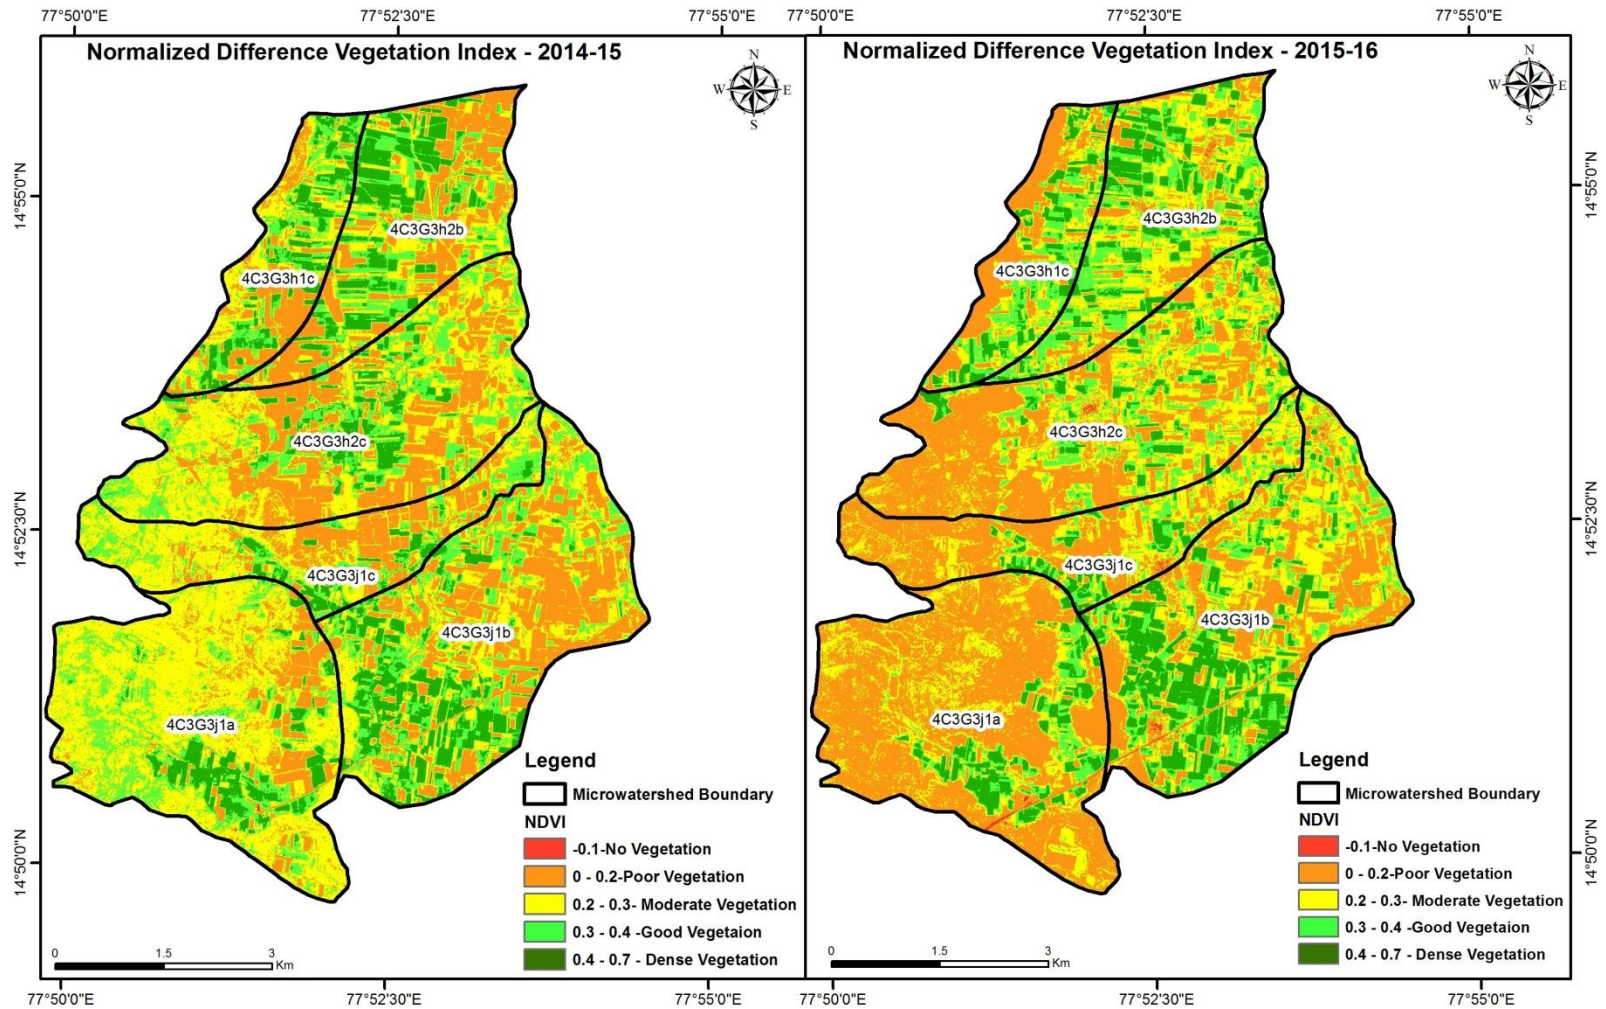 77°50'0"E 77°52'30"E 77°55'0"E 77°50'0"E 77°52'30"E 77°55'0"E
Normalized Difference Vegetation Index - 2014-15
N
W E
S
14°55'0"N
14°52'30"N
14°50'0"N
4C3G3h2b
4C3G3h1c
4C3G3h2c
4C3G3j1c
4C3G3j1b
4C3G3j1a
Legend
Microwatershed Boundary
NDVI
-0.1-No Vegetation
0 - 0.2-Poor Vegetation
0.2 - 0.3- Moderate Vegetation
0.3 - 0.4 -Good Vegetaion
0.4 - 0.7 - Dense Vegetation
0 1.5 3
Km
Normalized Difference Vegetation Index - 2015-16
N
W E
S
4C3G3h2b
4C3G3h1c
4C3G3h2c
4C3G3j1c
4C3G3j1b
4C3G3j1a
Legend
Microwatershed Boundary
NDVI
-0.1-No Vegetation
0 - 0.2-Poor Vegetation
0.2 - 0.3- Moderate Vegetation
0.3 - 0.4 -Good Vegetaion
0.4 - 0.7 - Dense Vegetation
0 1.5 3
Km
14°55'0"N
14°52'30"N
14°50'0"N
77°50'0"E 77°52'30"E 77°55'0"E 77°50'0"E 77°52'30"E 77°55'0"E